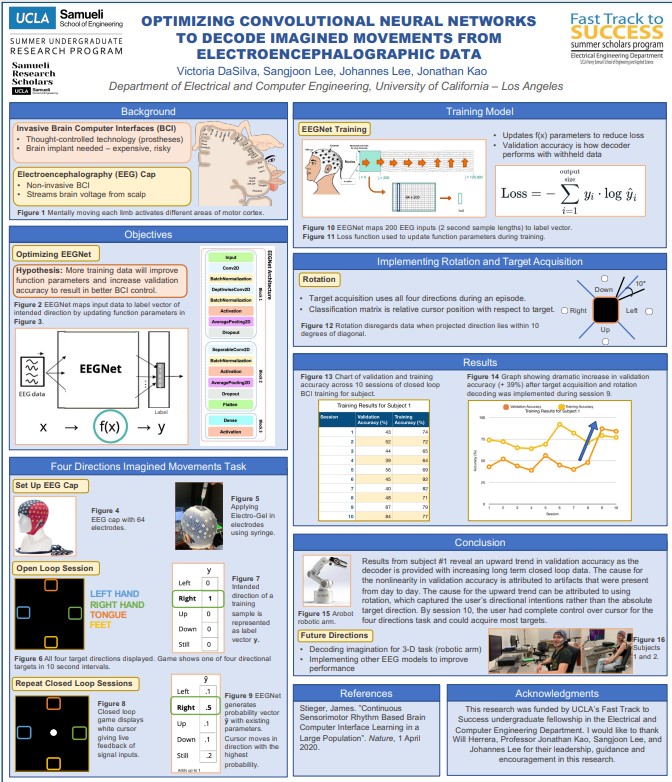 UCLA Samueli
School of Engineering
SUMMER UNDERGRADUATE
RESEARCH PROGRAM
Samueli
Research
Scholars
UCLA Samueli
OPTIMIZING CONVOLUTIONAL NEURAL NETWORKS
TO DECODE IMAGINED MOVEMENTS FROM
ELECTROENCEPHALOGRAPHIC DATA
Victoria DaSilva, Sangjoon Lee, Johannes Lee, Jonathan Kao
Department of Electrical and Computer Engineering, University of California – Los Angeles
Fast Track to
SUCCESS
summer scholars program
Electrical Engineering Department
Background
Invasive Brain Computer Interfaces (BCI)
• Thought-controlled technology (prostheses)
• Brain implant needed – expensive, risky
Electroencephalography (EEG) Cap
• Non-invasive BCI
• Streams brain voltage from scalp
Figure 1 Mentally moving each limb activates different areas of motor cortex.
Objectives
Optimizing EEGNet
Hypothesis: More training data will improve
function parameters and increase validation
accuracy to result in better BCI control.
Figure 2 EEGNet maps input data to label vector of
intended direction by updating function parameters in
Figure 3.
EEGNet
EEG data
Label
x → f(x) → y
EEGNet Architecture
Input
Conv2D
BatchNormalization
DepthwiseConv2D
BatchNormalization
Activation
AveragePooling2D
Dropout
Block 1
SeparableConv2D
BatchNormalization
Activation
AveragePooling2D
Dropout
Flatten
Block 2
Dense
Activation
Block 3
Four Directions Imagined Movements Task
Set Up EEG Cap
Figure 4
EEG cap with 64
electrodes.
Figure 5
Applying
Electro-Gel in
electrodes
using syringe.
Open Loop Session
LEFT HAND
RIGHT HAND
TONGUE
FEET
y
Left 0
Right 1
Up 0
Down 0
Still 0
Figure 7
Intended
direction of a
training
sample is
represented
as label
vector y.
Figure 6 All four target directions displayed. Game shows one of four directional
targets in 10 second intervals.
Repeat Closed Loop Sessions
Figure 8
Closed loop
game displays
white cursor
giving live
feedback of
signal inputs.
ŷ
Left .1
Right .5
Up .1
Down .1
Still .2
Adds up to 1
Figure 9 EEGNet
generates
probability vector
ŷ with existing
parameters.
Cursor moves in
direction with the
highest
probability.
Training Model
EEGNet Training
Nodes
64 x 200
• Updates f(x) parameters to reduce loss
• Validation accuracy is how decoder
performs with withheld data
output
size
Loss = − ∑ yᵢ · log ŷᵢ
i=1
Figure 10 EEGNet maps 200 EEG inputs (2 second sample lengths) to label vector.
Figure 11 Loss function used to update function parameters during training.
Implementing Rotation and Target Acquisition
Rotation
• Target acquisition uses all four directions during an episode.
• Classification matrix is relative cursor position with respect to target.
Figure 12 Rotation disregards data when projected direction lies within 10
degrees of diagonal.
Down
10°
Right
Left
Up
Results
Figure 13 Chart of validation and training
accuracy across 10 sessions of closed loop
BCI training for subject.
Training Results for Subject 1
Session Validation Accuracy (%) Training Accuracy (%)
1 43 74
2 52 72
3 44 65
4 39 64
5 56 69
6 45 92
7 40 82
8 48 71
9 87 79
10 84 77
Figure 14 Graph showing dramatic increase in validation
accuracy (+ 39%) after target acquisition and rotation
decoding was implemented during session 9.
Validation Accuracy Training Accuracy
Training Results for Subject 1
Accuracy (%)
100
75
50
25
0
1 2 3 4 5 6 7 8 9 10
Session
Conclusion
Results from subject #1 reveal an upward trend in validation accuracy as the
decoder is provided with increasing long term closed loop data. The cause for
the nonlinearity in validation accuracy is attributed to artifacts that were present
from day to day. The cause for the upward trend can be attributed to using
rotation, which captured the user's directional intentions rather than the absolute
target direction. By session 10, the user had complete control over cursor for the
four directions task and could acquire most targets.
Figure 15 Arobot
robotic arm.
Future Directions
• Decoding imagination for 3-D task (robotic arm)
• Implementing other EEG models to improve
performance
Figure 16
Subjects
1 and 2.
References
Stieger, James. "Continuous
Sensorimotor Rhythm Based Brain
Computer Interface Learning in a
Large Population". Nature, 1 April
2020.
Acknowledgments
This research was funded by UCLA's Fast Track to
Success undergraduate fellowship in the Electrical and
Computer Engineering Department. I would like to thank
Will Herrera, Professor Jonathan Kao, Sangjoon Lee, and
Johannes Lee for their leadership, guidance and
encouragement in this research.